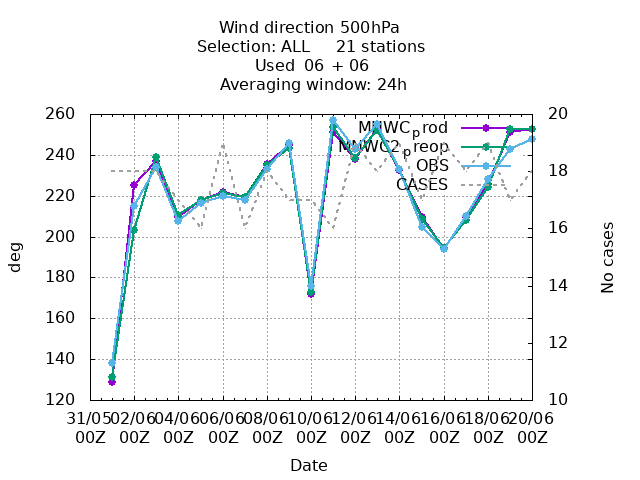 Wind direction 500hPa
Selection: ALL 21 stations
Used 06 + 06
Averaging window: 24h
260 240 220 200 180 160 140 120
deg
20 18 16 14 12 10
No cases
MNWC_prod
MNWC2_preop
OBS
CASES
31/05 02/06 04/06 06/06 08/06 10/06 12/06 14/06 16/06 18/06 20/06
00Z 00Z 00Z 00Z 00Z 00Z 00Z 00Z 00Z 00Z 00Z
Date